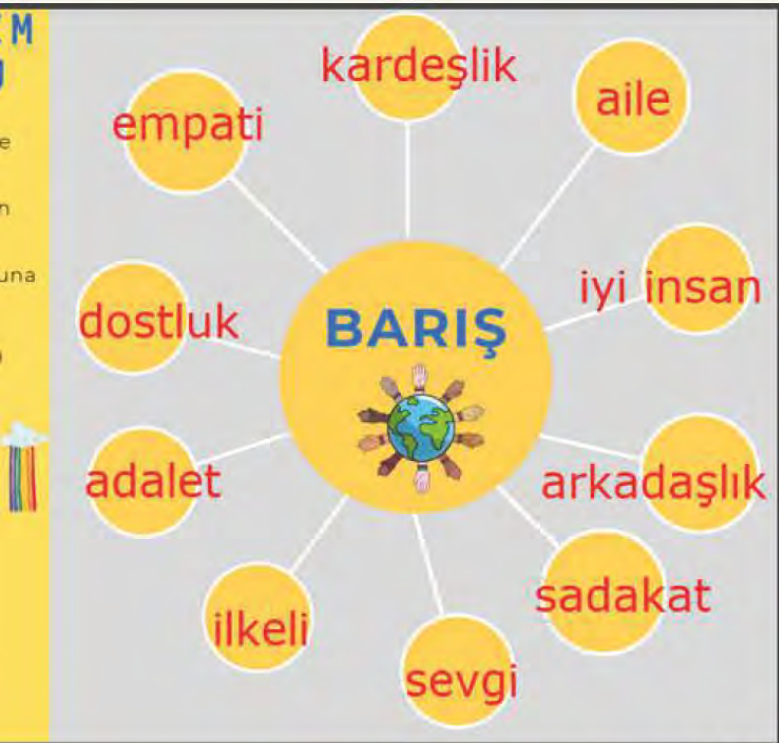 kardeşlik
aile
empati
iyi insan
dostluk
BARIŞ
adalet
arkadaşlık
sadakat
ilkeli
sevgi